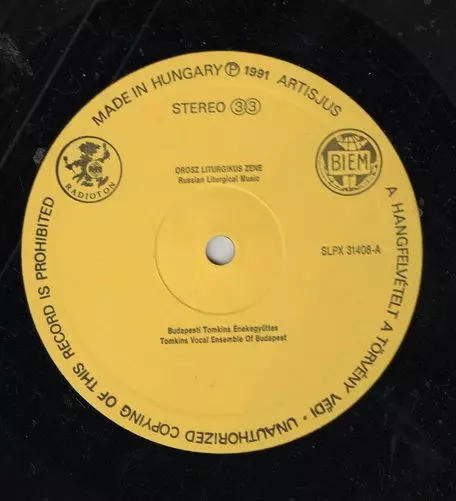 MADE IN HUNGARY Ⓟ 1991 ARTISJUS
STEREO 33
RADIOTON
BIEM
OROSZ LITURGIKUS ZENE
Russian Liturgical Music
SLPX 31408-A
Budapesti Tomkins Énekegyüttes
Tomkins Vocal Ensemble Of Budapest
A HANGFELVÉTELT A TÖRVÉNY VÉDI · UNAUTHORIZED COPYING OF THIS RECORD IS PROHIBITED